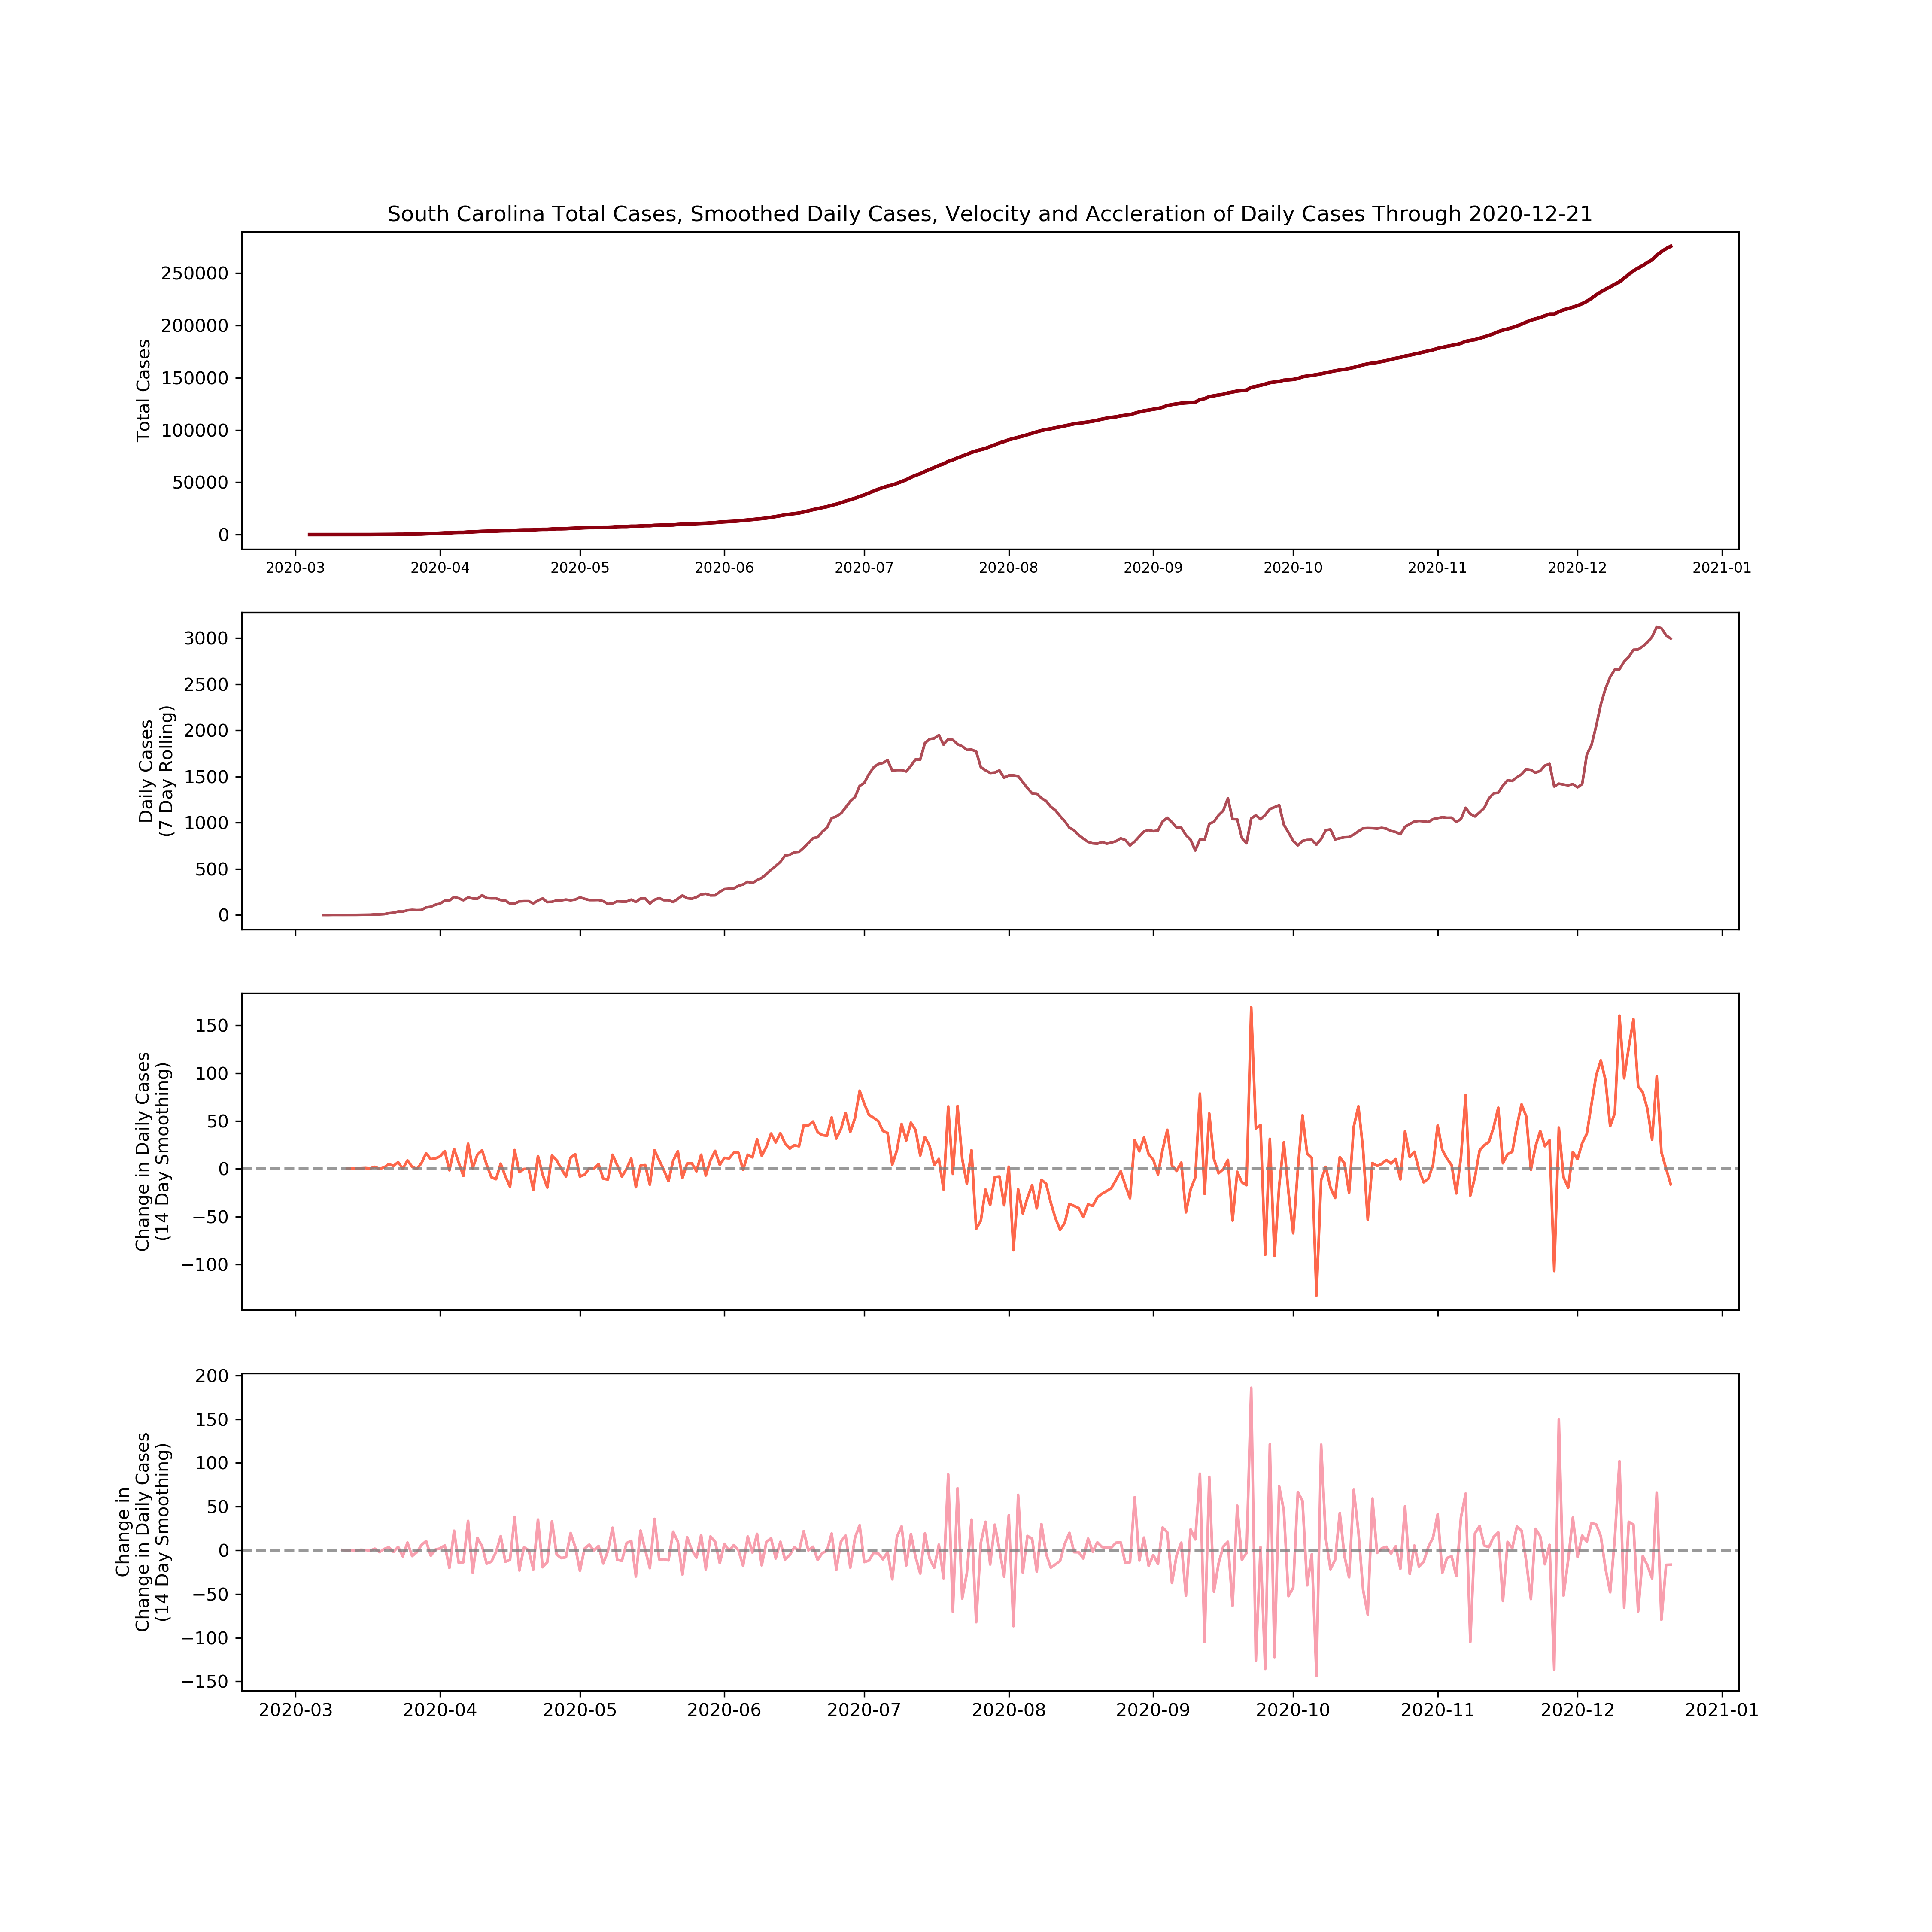 South Carolina Total Cases, Smoothed Daily Cases, Velocity and Accleration of Daily Cases Through 2020-12-21
Total Cases
250000
200000
150000
100000
50000
0
2020-03 2020-04 2020-05 2020-06 2020-07 2020-08 2020-09 2020-10 2020-11 2020-12 2021-01
Daily Cases
(7 Day Rolling)
3000
2500
2000
1500
1000
500
0
Change in Daily Cases
(14 Day Smoothing)
150
100
50
0
−50
−100
Change in
Change in Daily Cases
(14 Day Smoothing)
200
150
100
50
0
−50
−100
−150
2020-03 2020-04 2020-05 2020-06 2020-07 2020-08 2020-09 2020-10 2020-11 2020-12 2021-01